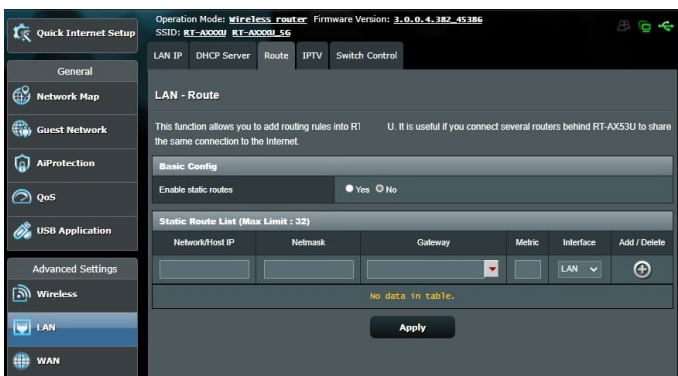 Operation Mode: Wireless router Firmware Version: 3.0.0.4.382_45386
SSID: RT-AXXXU RT-AXXXU_5G
Quick Internet Setup
LAN IP DHCP Server Route IPTV Switch Control
General
Network Map
Guest Network
AiProtection
QoS
USB Application
Advanced Settings
Wireless
LAN
WAN
LAN - Route
This function allows you to add routing rules into RT U. It is useful if you connect several routers behind RT-AX53U to share
the same connection to the Internet.
Basic Config
Enable static routes Yes No
Static Route List (Max Limit : 32)
Network/Host IP Netmask Gateway Metric Interface Add / Delete
LAN
No data in table.
Apply